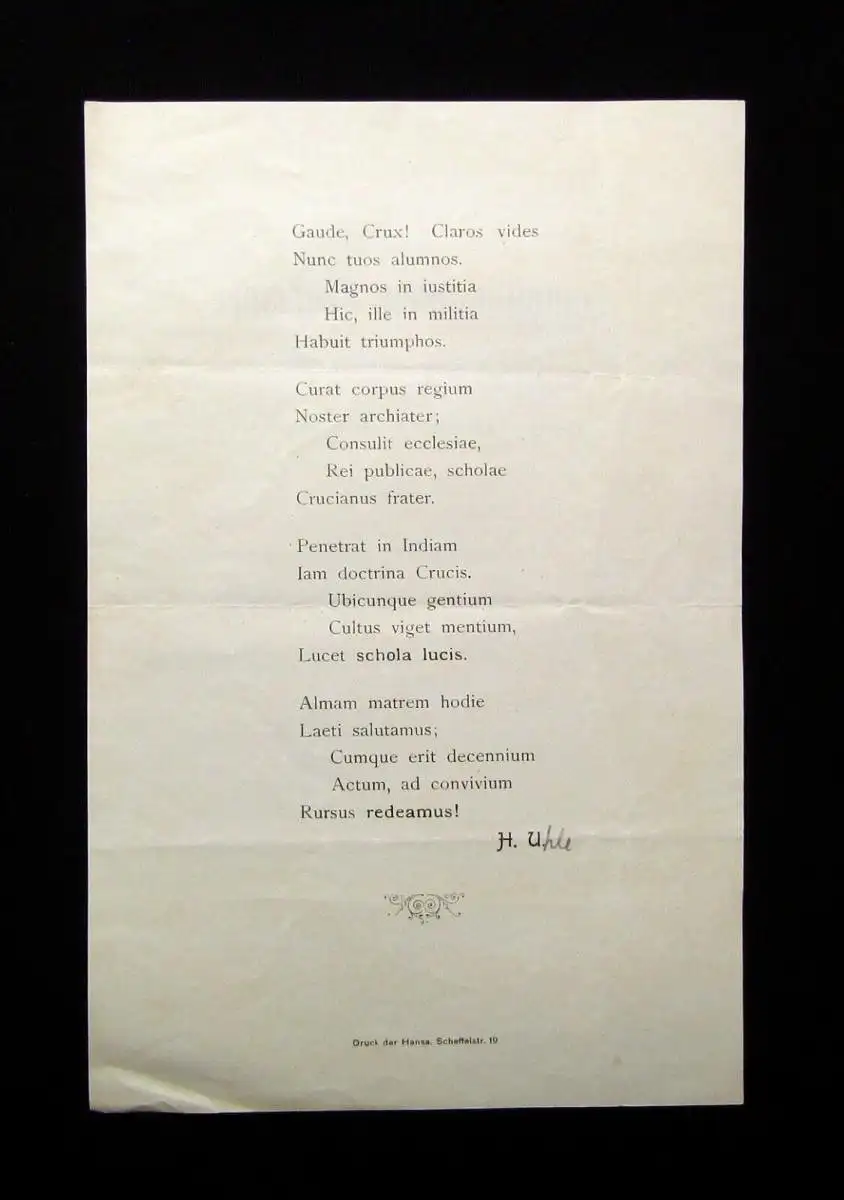 Gaude, Crux! Claros vides
Nunc tuos alumnos.
Magnos in iustitia
Hic, ille in militia
Habuit triumphos.
Curat corpus regium
Noster archiater;
Consulit ecclesiae,
Rei publicae, scholae
Crucianus frater.
Penetrat in Indiam
Iam doctrina Crucis.
Ubicunque gentium
Cultus viget mentium,
Lucet schola lucis.
Almam matrem hodie
Laeti salutamus;
Cumque erit decennium
Actum, ad convivium
Rursus redeamus!
H. Uhle
Druck der Hansa, Scheffelstr. 19